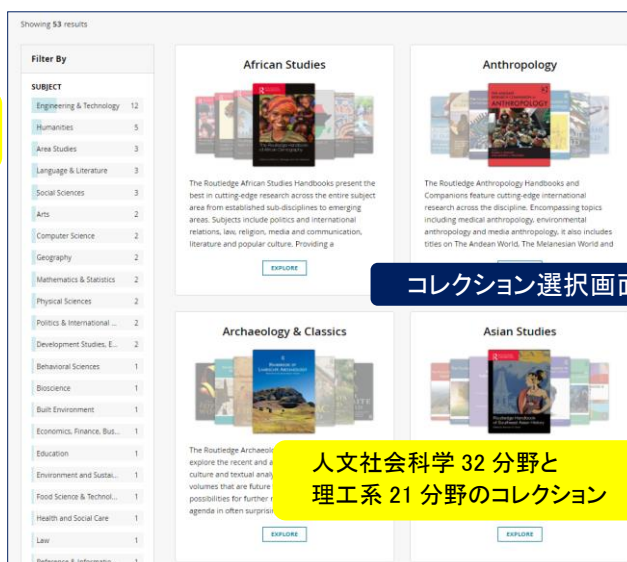 Showing 53 results
Filter By
SUBJECT
Engineering & Technology 12
Humanities 5
Area Studies 3
Language & Literature 3
Social Sciences 3
Arts 2
Computer Science 2
Geography 2
Mathematics & Statistics 2
Physical Sciences 2
Politics & International ... 2
Development Studies, E... 2
Behavioral Sciences 1
Bioscience 1
Built Environment 1
Economics, Finance, Bus... 1
Education 1
Environment and Sustai... 1
Food Science & Technol... 1
Health and Social Care 1
Law 1
African Studies
The Routledge African Studies Handbooks present the
best in cutting-edge research across the entire subject
area from established sub-disciplines to emerging
areas. Subjects include politics and international
relations, law, religion, media and communication,
literature and popular culture. Providing a
EXPLORE
Anthropology
ANTHROPOLOGY
The Routledge Anthropology Handbooks and
Companions feature cutting-edge international
research across the discipline. Encompassing topics
including medical anthropology, environmental
anthropology and media anthropology, it also includes
titles on The Andean World, The Melanesian World and
コレクション選択画面
Archaeology & Classics
The Routledge Archaeol
explore the recent and a
culture and textual analy
volumes that are future
possibilities for further r
agenda in often surprisi
EXPLORE
Asian Studies
人文社会科学 32 分野と
理工系 21 分野のコレクション
EXPLORE